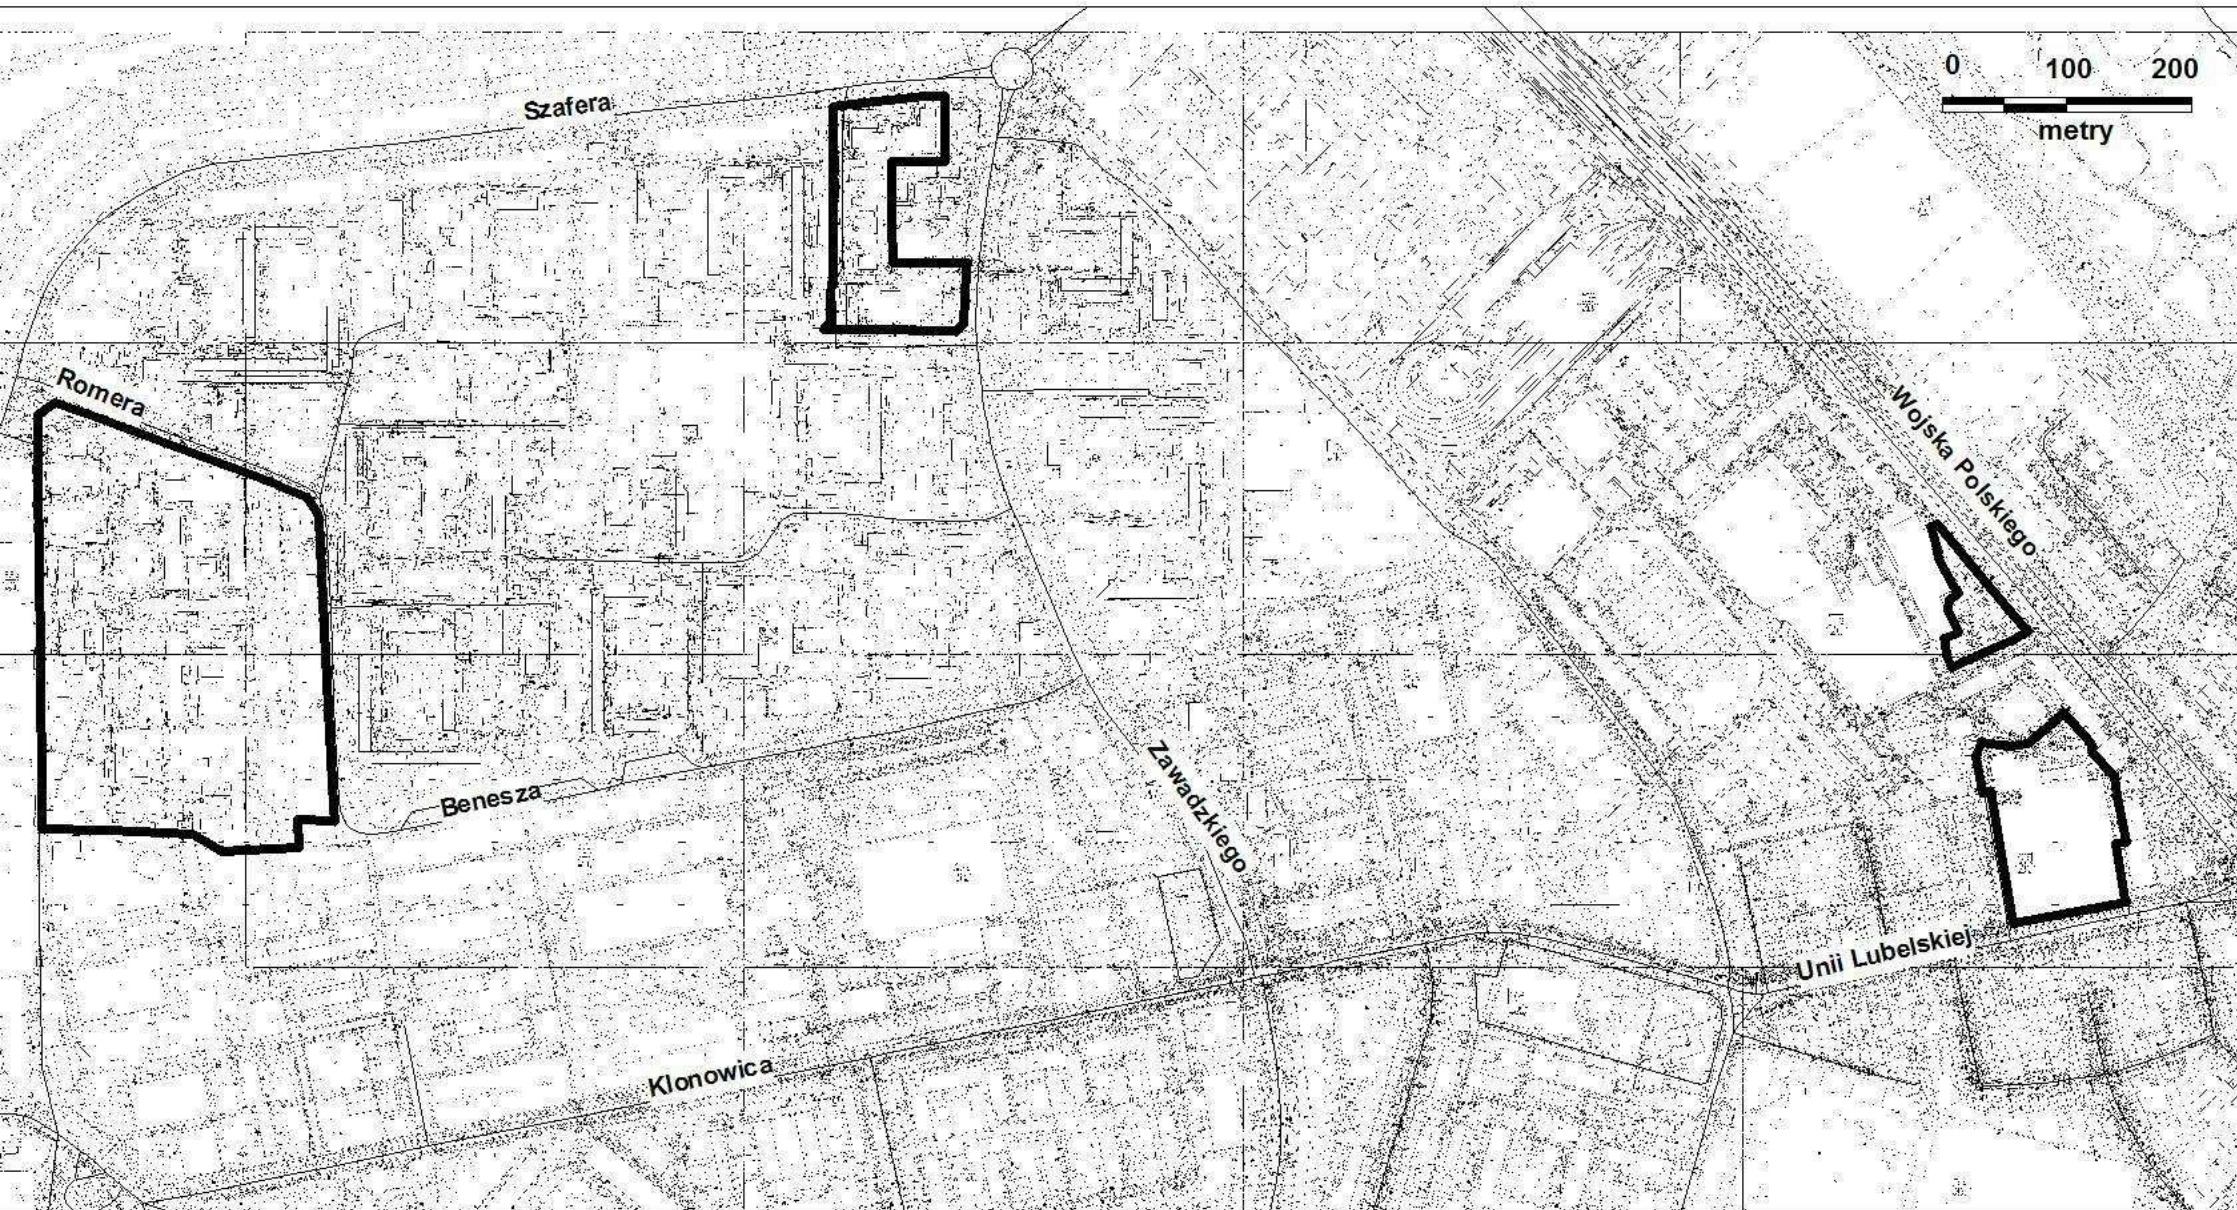 0 100 200
metry
Szafera
Romera
Wojska Polskiego
Benesza
Zawadzkiego
Unii Lubelskiej
Klonowica